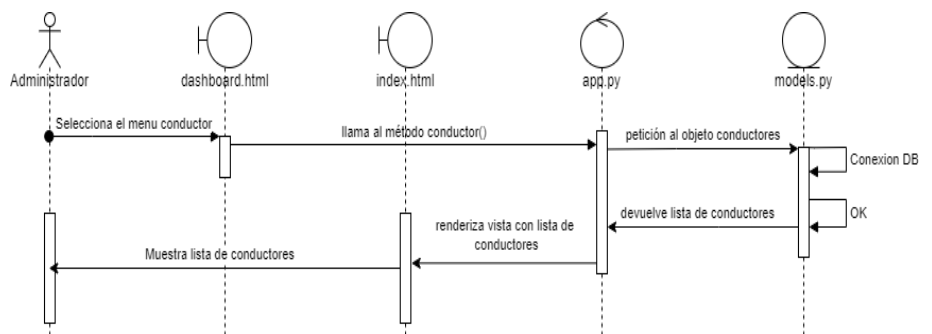 Administrador
dashboard.html
index.html
app.py
models.py
Selecciona el menu conductor
llama al método conductor()
petición al objeto conductores
Conexion DB
OK
devuelve lista de conductores
renderiza vista con lista de
conductores
Muestra lista de conductores